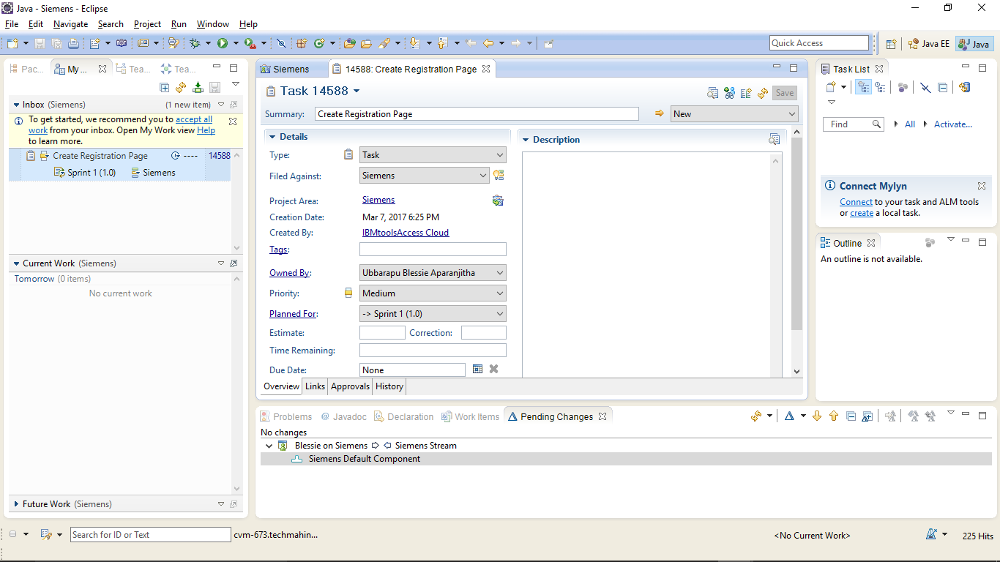 Java - Siemens - Eclipse
File Edit Navigate Search Project Run Window Help
Quick Access
Java EE
Java
Pac...
My ...
Tea...
Tea...
Inbox (Siemens) (1 new item)
To get started, we recommend you to accept all
work from your inbox. Open My Work view Help
to learn more.
Create Registration Page ---- 14588
Sprint 1 (1.0) Siemens
Current Work (Siemens)
Tomorrow (0 items)
No current work
Future Work (Siemens)
Siemens
14588: Create Registration Page
Task 14588
Save
Summary: Create Registration Page New
Details
Type: Task
Filed Against: Siemens
Project Area: Siemens
Creation Date: Mar 7, 2017 6:25 PM
Created By: IBMtoolsAccess Cloud
Tags:
Owned By: Ubbarapu Blessie Aparanjitha
Priority: Medium
Planned For: -> Sprint 1 (1.0)
Estimate: Correction:
Time Remaining:
Due Date: None
Description
Overview Links Approvals History
Problems @ Javadoc Declaration Work Items Pending Changes
No changes
Blessie on Siemens Siemens Stream
Siemens Default Component
Task List
Find All Activate...
Connect Mylyn
Connect to your task and ALM tools
or create a local task.
Outline
An outline is not available.
Search for ID or Text
cvm-673.techmahin...
<No Current Work>
225 Hits